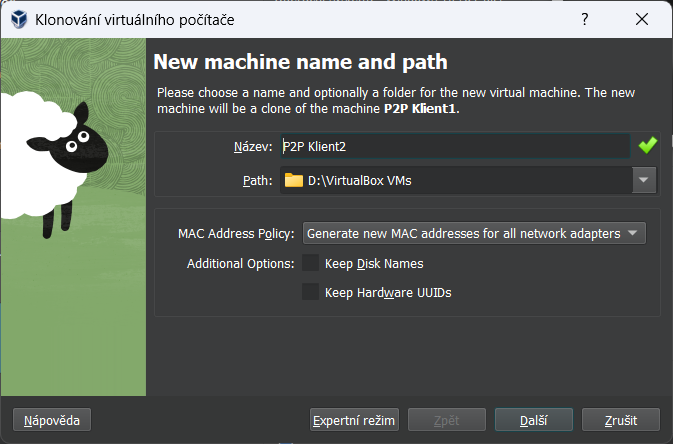 Klonování virtuálního počítače
New machine name and path
Please choose a name and optionally a folder for the new virtual machine. The new
machine will be a clone of the machine P2P Klient1.
Název: P2P Klient2
Path: D:\VirtualBox VMs
MAC Address Policy: Generate new MAC addresses for all network adapters
Additional Options: Keep Disk Names
Keep Hardware UUIDs
Nápověda Expertní režim Zpět Další Zrušit